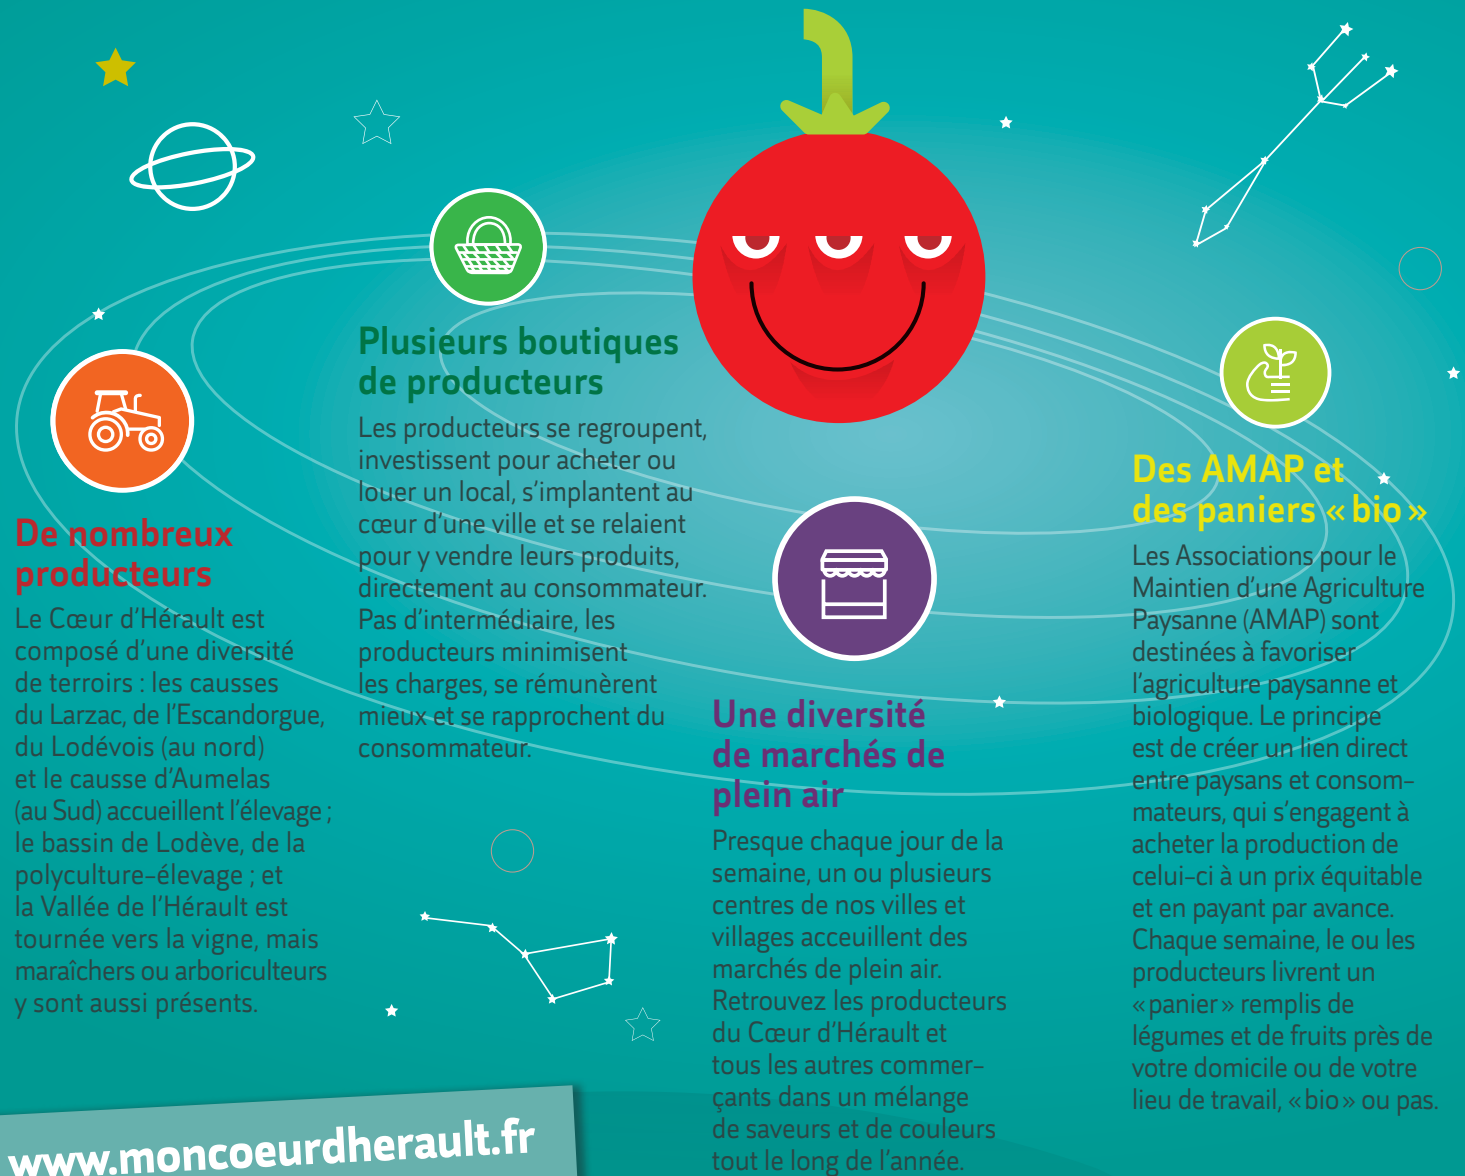 De nombreux
producteurs
Le Cœur d’Hérault est
composé d’une diversité
de terroirs : les causses
du Larzac, de l’Escandorgue,
du Lodévois (au nord)
et le causse d’Aumelas
(au Sud) accueillent l’élevage ;
le bassin de Lodève, de la
polyculture-élevage ; et
la Vallée de l’Hérault est
tournée vers la vigne, mais
maraîchers ou arboriculteurs
y sont aussi présents.
Plusieurs boutiques
de producteurs
Les producteurs se regroupent,
investissent pour acheter ou
louer un local, s’implantent au
cœur d’une ville et se relaient
pour y vendre leurs produits,
directement au consommateur.
Pas d’intermédiaire, les
producteurs minimisent
les charges, se rémunèrent
mieux et se rapprochent du
consommateur.
Une diversité
de marchés de
plein air
Presque chaque jour de la
semaine, un ou plusieurs
centres de nos villes et
villages acceuillent des
marchés de plein air.
Retrouvez les producteurs
du Cœur d’Hérault et
tous les autres commer-
çants dans un mélange
de saveurs et de couleurs
tout le long de l’année.
Des AMAP et
des paniers « bio »
Les Associations pour le
Maintien d’une Agriculture
Paysanne (AMAP) sont
destinées à favoriser
l’agriculture paysanne et
biologique. Le principe
est de créer un lien direct
entre paysans et consom-
mateurs, qui s’engagent à
acheter la production de
celui-ci à un prix équitable
et en payant par avance.
Chaque semaine, le ou les
producteurs livrent un
« panier » remplis de
légumes et de fruits près de
votre domicile ou de votre
lieu de travail, « bio » ou pas.
www.moncoeurdherault.fr